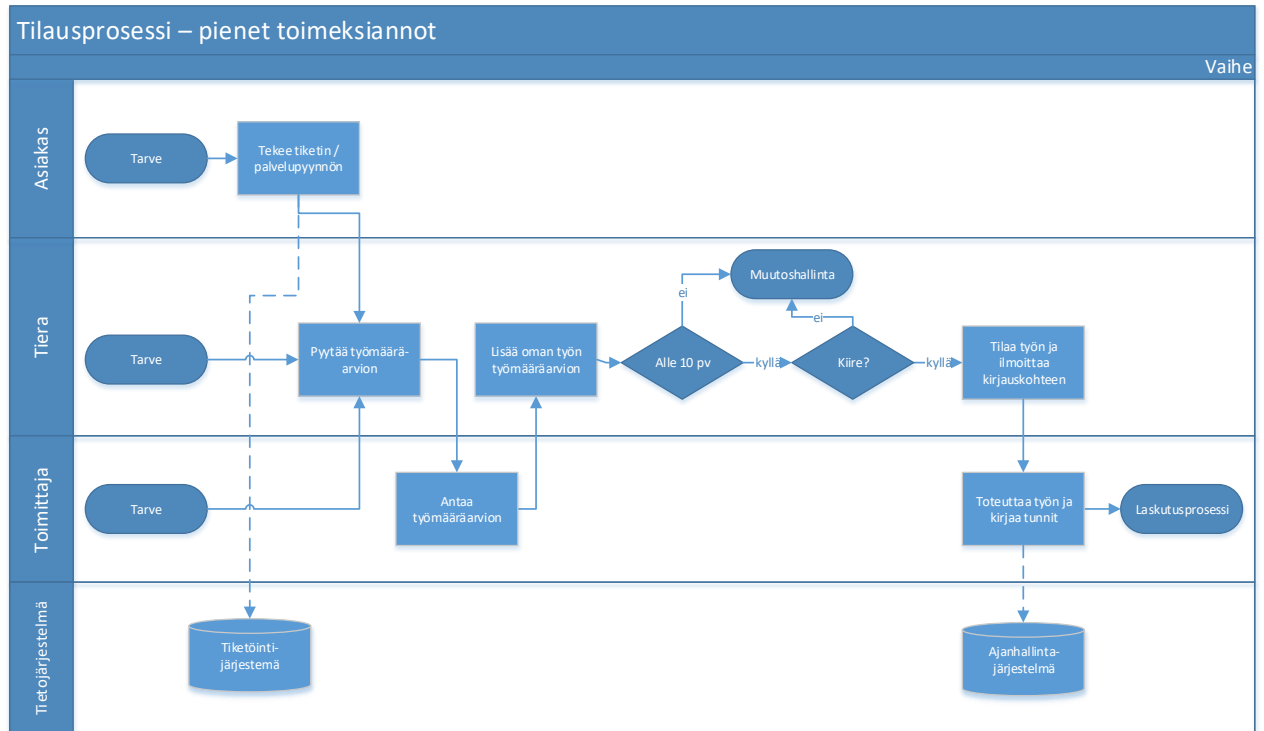 Tilausprosessi – pienet toimeksiannot
Vaihe
Asiakas
Tarve
Tekee tiketin /
palvelupyynnön
Tiera
Tarve
Pyytää työmäärä-
arvion
Lisää oman työn
työmääräarvion
Alle 10 pv
ei
kyllä
Muutoshallinta
Kiire?
ei
kyllä
Tilaa työn ja
ilmoittaa
kirjauskohteen
Toimittaja
Tarve
Antaa
työmääräarvion
Toteuttaa työn ja
kirjaa tunnit
Laskutusprosessi
Tietojärjestelmä
Tiketöinti-
järjestemä
Ajanhallinta-
järjestelmä